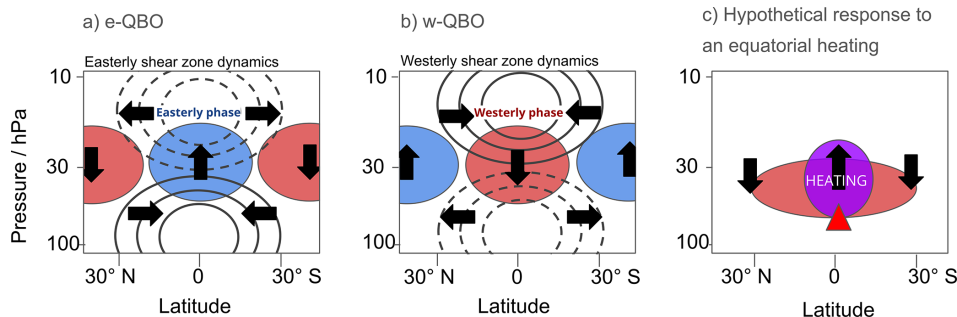 a) e-QBO
b) w-QBO
c) Hypothetical response to
an equatorial heating
Easterly shear zone dynamics
Westerly shear zone dynamics
Pressure / hPa
10
30
100
Easterly phase
30° N
0
30° S
Latitude
10
30
100
Westerly phase
30° N
0
30° S
Latitude
10
30
100
HEATING
30° N
0
30° S
Latitude